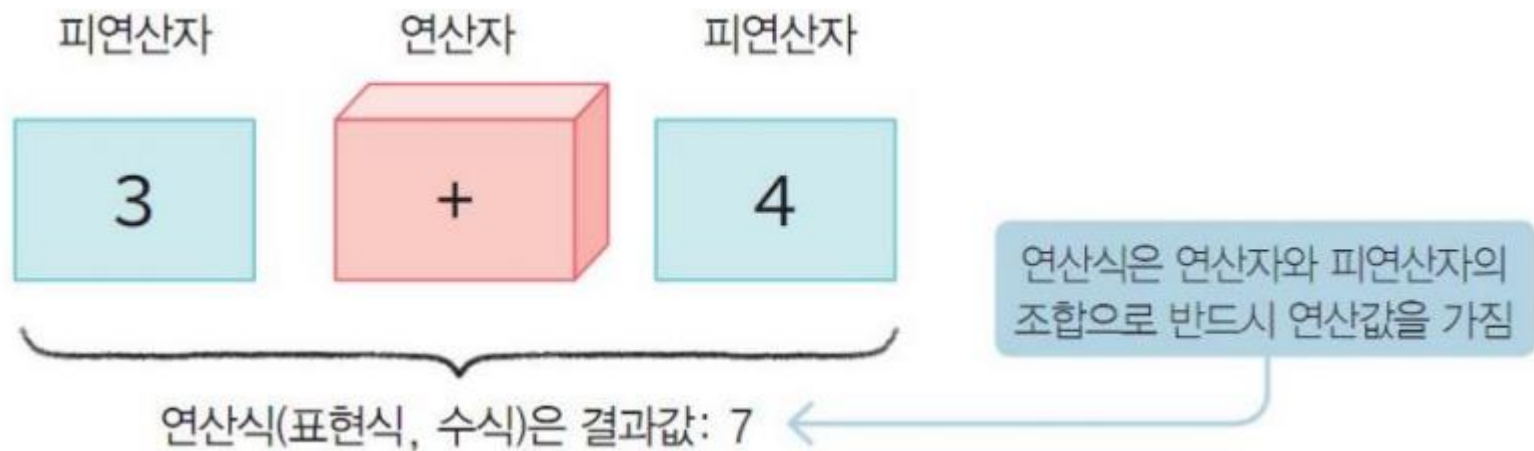 피연산자 연산자 피연산자
3 + 4
연산식은 연산자와 피연산자의
조합으로 반드시 연산값을 가짐
연산식(표현식, 수식)은 결과값: 7